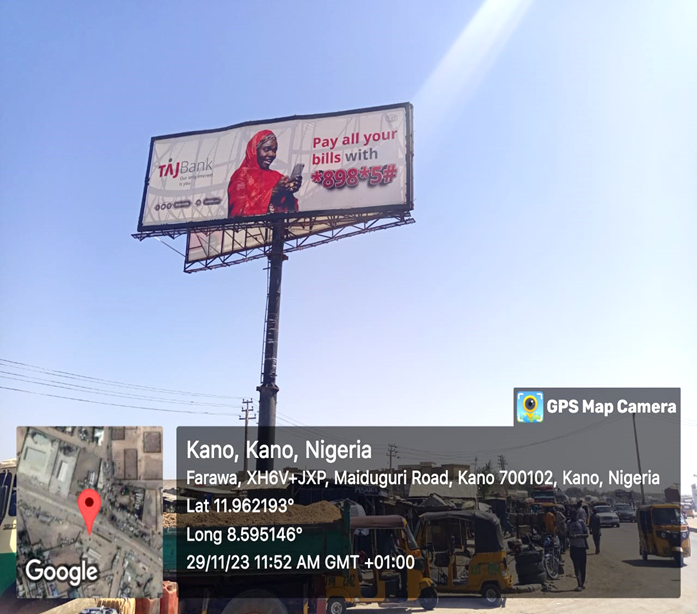 TAJBank
Pay all your
bills with
*898*5#
GPS Map Camera
Kano, Kano, Nigeria
Farawa, XH6V+JXP, Maiduguri Road, Kano 700102, Kano, Nigeria
Lat 11.962193°
Long 8.595146°
29/11/23 11:52 AM GMT +01:00
Google